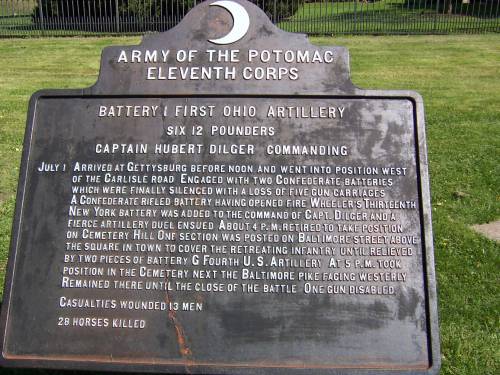 ARMY OF THE POTOMAC
ELEVENTH CORPS
BATTERY I FIRST OHIO ARTILLERY
SIX 12 POUNDERS
CAPTAIN HUBERT DILGER COMMANDING
JULY 1 ARRIVED AT GETTYSBURG BEFORE NOON AND WENT INTO POSITION WEST
OF THE CARLISLE ROAD ENGAGED WITH TWO CONFEDERATE BATTERIES
WHICH WERE FINALLY SILENCED WITH A LOSS OF FIVE GUN CARRIAGES
A CONFEDERATE RIFLED BATTERY HAVING OPENED FIRE WHEELER'S THIRTEENTH
NEW YORK BATTERY WAS ADDED TO THE COMMAND OF CAPT. DILGER AND A
FIERCE ARTILLERY DUEL ENSUED ABOUT 4 P.M. RETIRED TO TAKE POSITION
ON CEMETERY HILL ONE SECTION WAS POSTED ON BALTIMORE STREET ABOVE
THE SQUARE IN TOWN TO COVER THE RETREATING INFANTRY UNTIL RELIEVED
BY TWO PIECES OF BATTERY G FOURTH U.S. ARTILLERY AT 5 P.M. TOOK
POSITION IN THE CEMETERY NEXT THE BALTIMORE PIKE FACING WESTERLY
REMAINED THERE UNTIL THE CLOSE OF THE BATTLE ONE GUN DISABLED.
CASUALTIES WOUNDED 13 MEN
28 HORSES KILLED